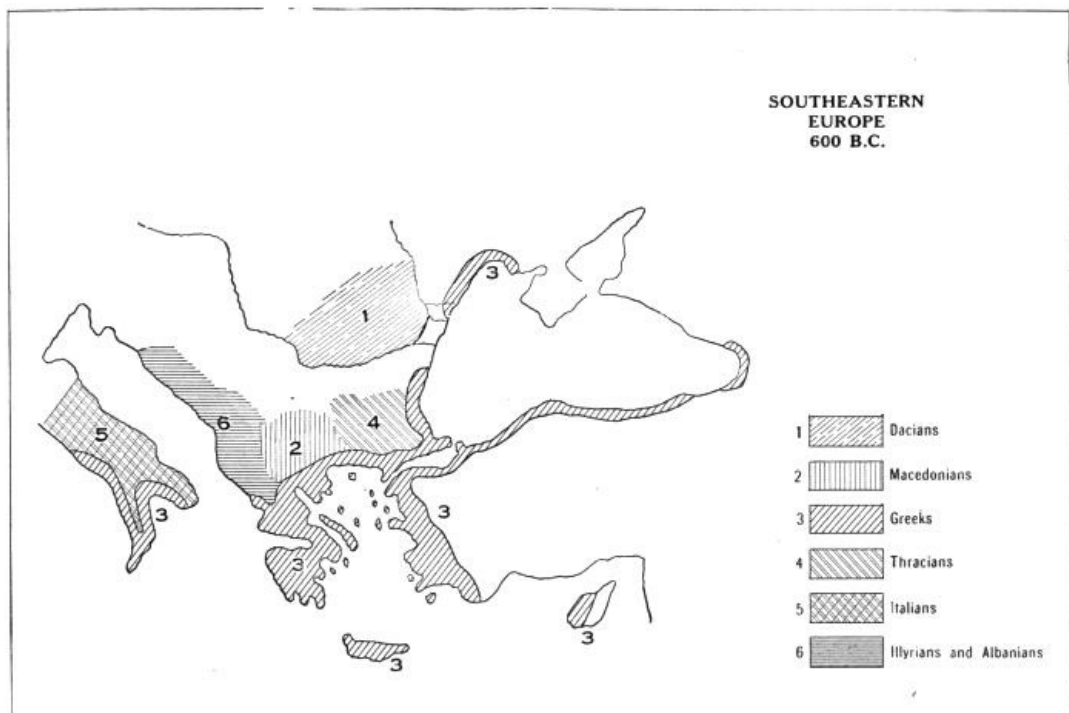 SOUTHEASTERN
EUROPE
600 B.C.
3
1
6
2
4
5
3
3
3
3
3
1 Dacians
2 Macedonians
3 Greeks
4 Thracians
5 Italians
6 Illyrians and Albanians